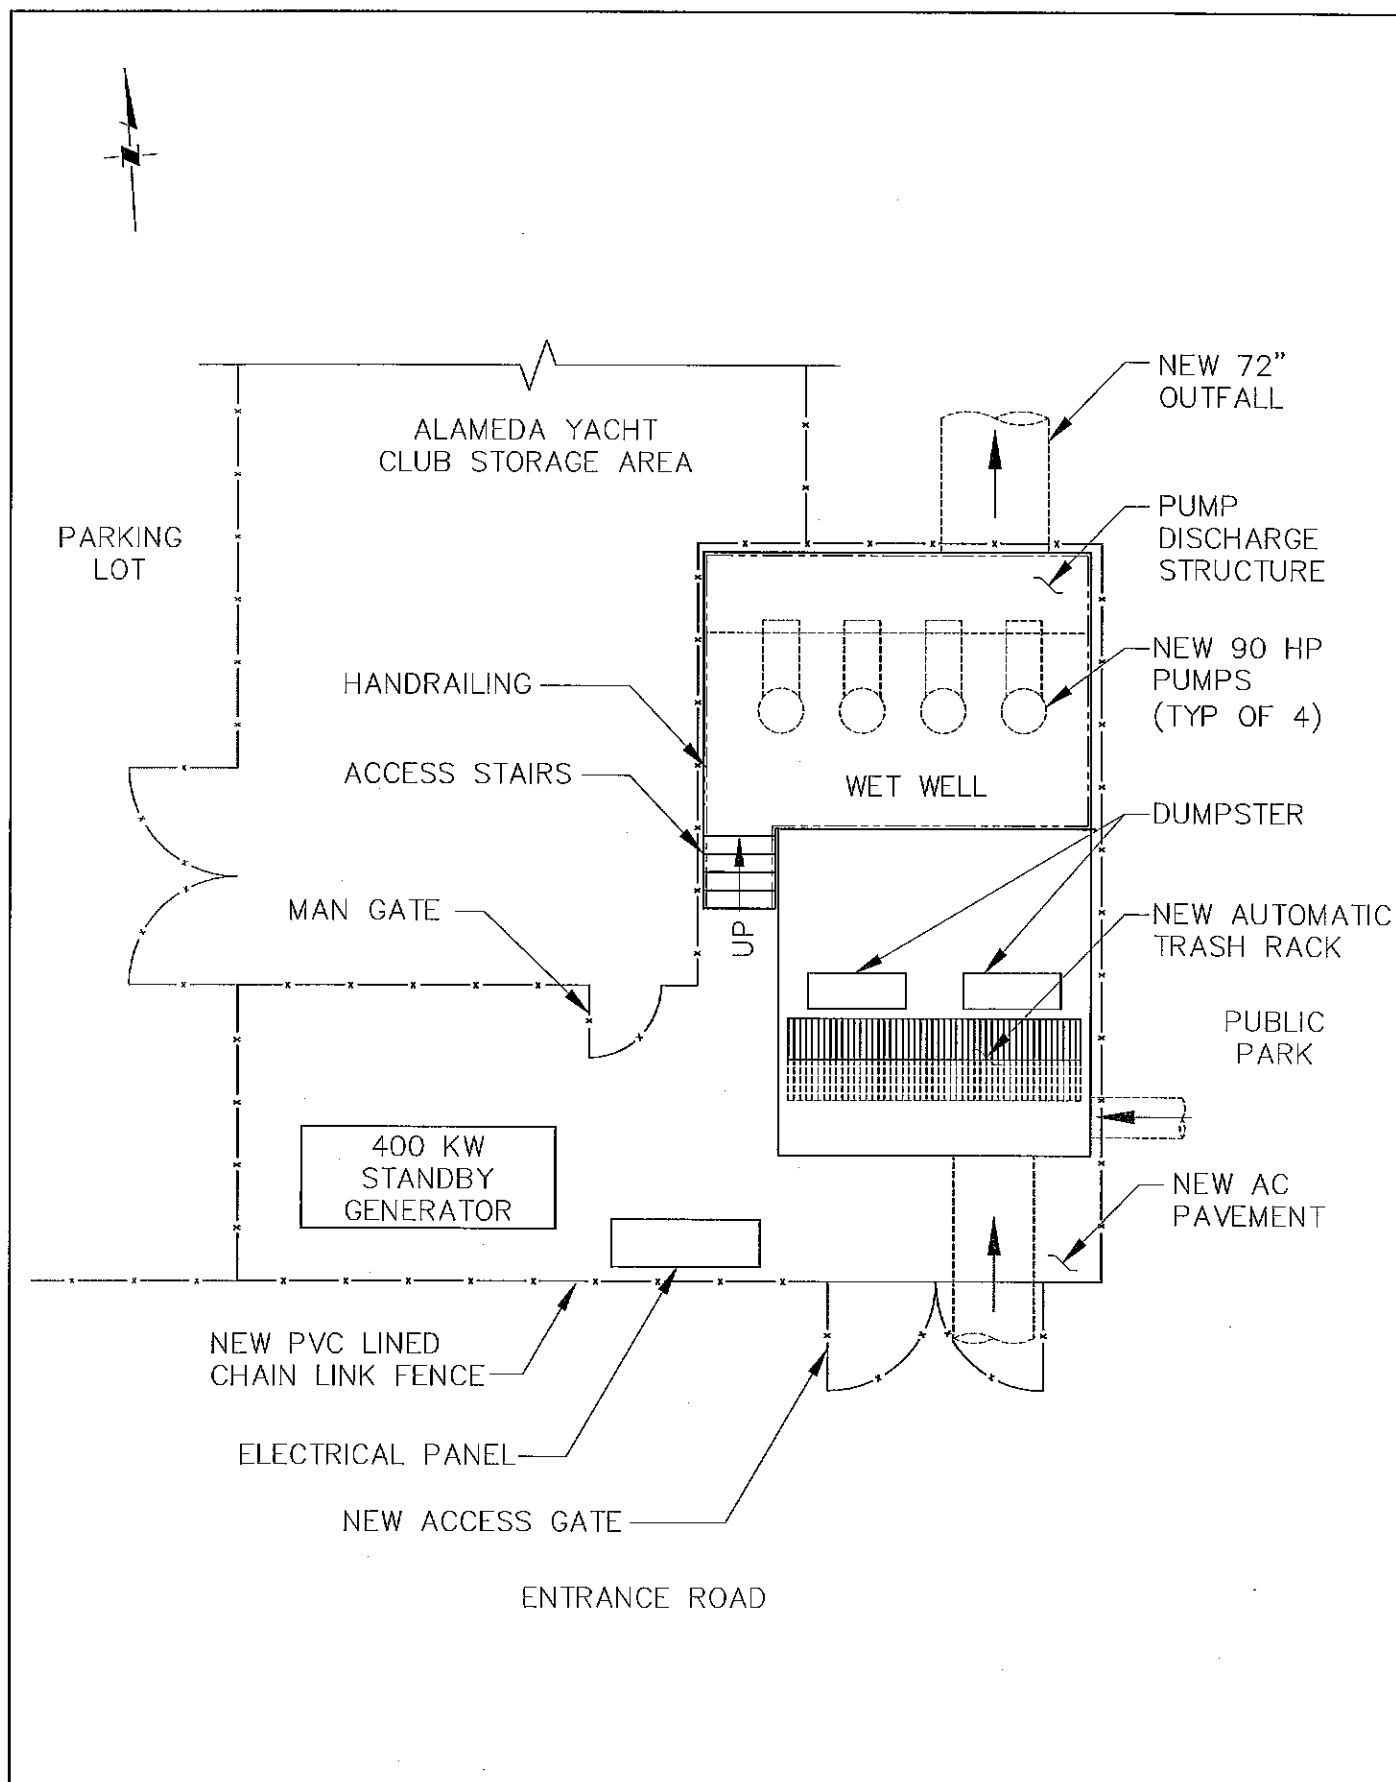 NEW 72"
OUTFALL
ALAMEDA YACHT
CLUB STORAGE AREA
PARKING
LOT
PUMP
DISCHARGE
STRUCTURE
NEW 90 HP
PUMPS
(TYP OF 4)
HANDRAILING
ACCESS STAIRS
WET WELL
DUMPSTER
MAN GATE
UP
NEW AUTOMATIC
TRASH RACK
PUBLIC
PARK
400 KW
STANDBY
GENERATOR
NEW AC
PAVEMENT
NEW PVC LINED
CHAIN LINK FENCE
ELECTRICAL PANEL
NEW ACCESS GATE
ENTRANCE ROAD